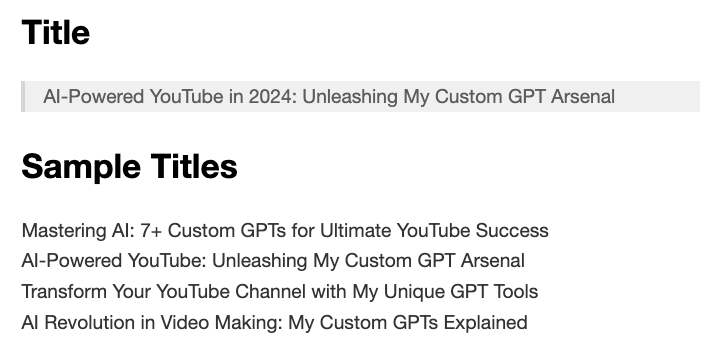 Title
AI-Powered YouTube in 2024: Unleashing My Custom GPT Arsenal
Sample Titles
Mastering AI: 7+ Custom GPTs for Ultimate YouTube Success
AI-Powered YouTube: Unleashing My Custom GPT Arsenal
Transform Your YouTube Channel with My Unique GPT Tools
AI Revolution in Video Making: My Custom GPTs Explained